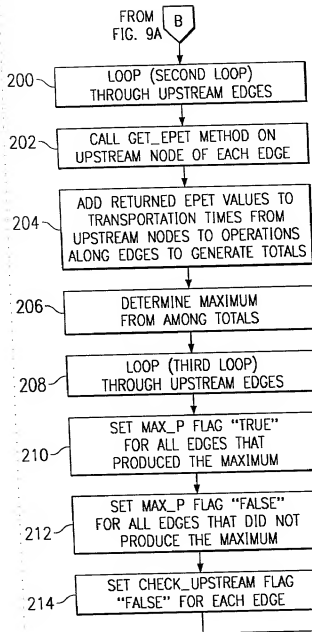 FROM
FIG. 9A
B
200
LOOP (SECOND LOOP)
THROUGH UPSTREAM EDGES
202
CALL GET_EPET METHOD ON
UPSTREAM NODE OF EACH EDGE
204
ADD RETURNED EPET VALUES TO
TRANSPORTATION TIMES FROM
UPSTREAM NODES TO OPERATIONS
ALONG EDGES TO GENERATE TOTALS
206
DETERMINE MAXIMUM
FROM AMONG TOTALS
208
LOOP (THIRD LOOP)
THROUGH UPSTREAM EDGES
210
SET MAX_P FLAG "TRUE"
FOR ALL EDGES THAT
PRODUCED THE MAXIMUM
212
SET MAX_P FLAG "FALSE"
FOR ALL EDGES THAT DID NOT
PRODUCE THE MAXIMUM
214
SET CHECK_UPSTREAM FLAG
"FALSE" FOR EACH EDGE